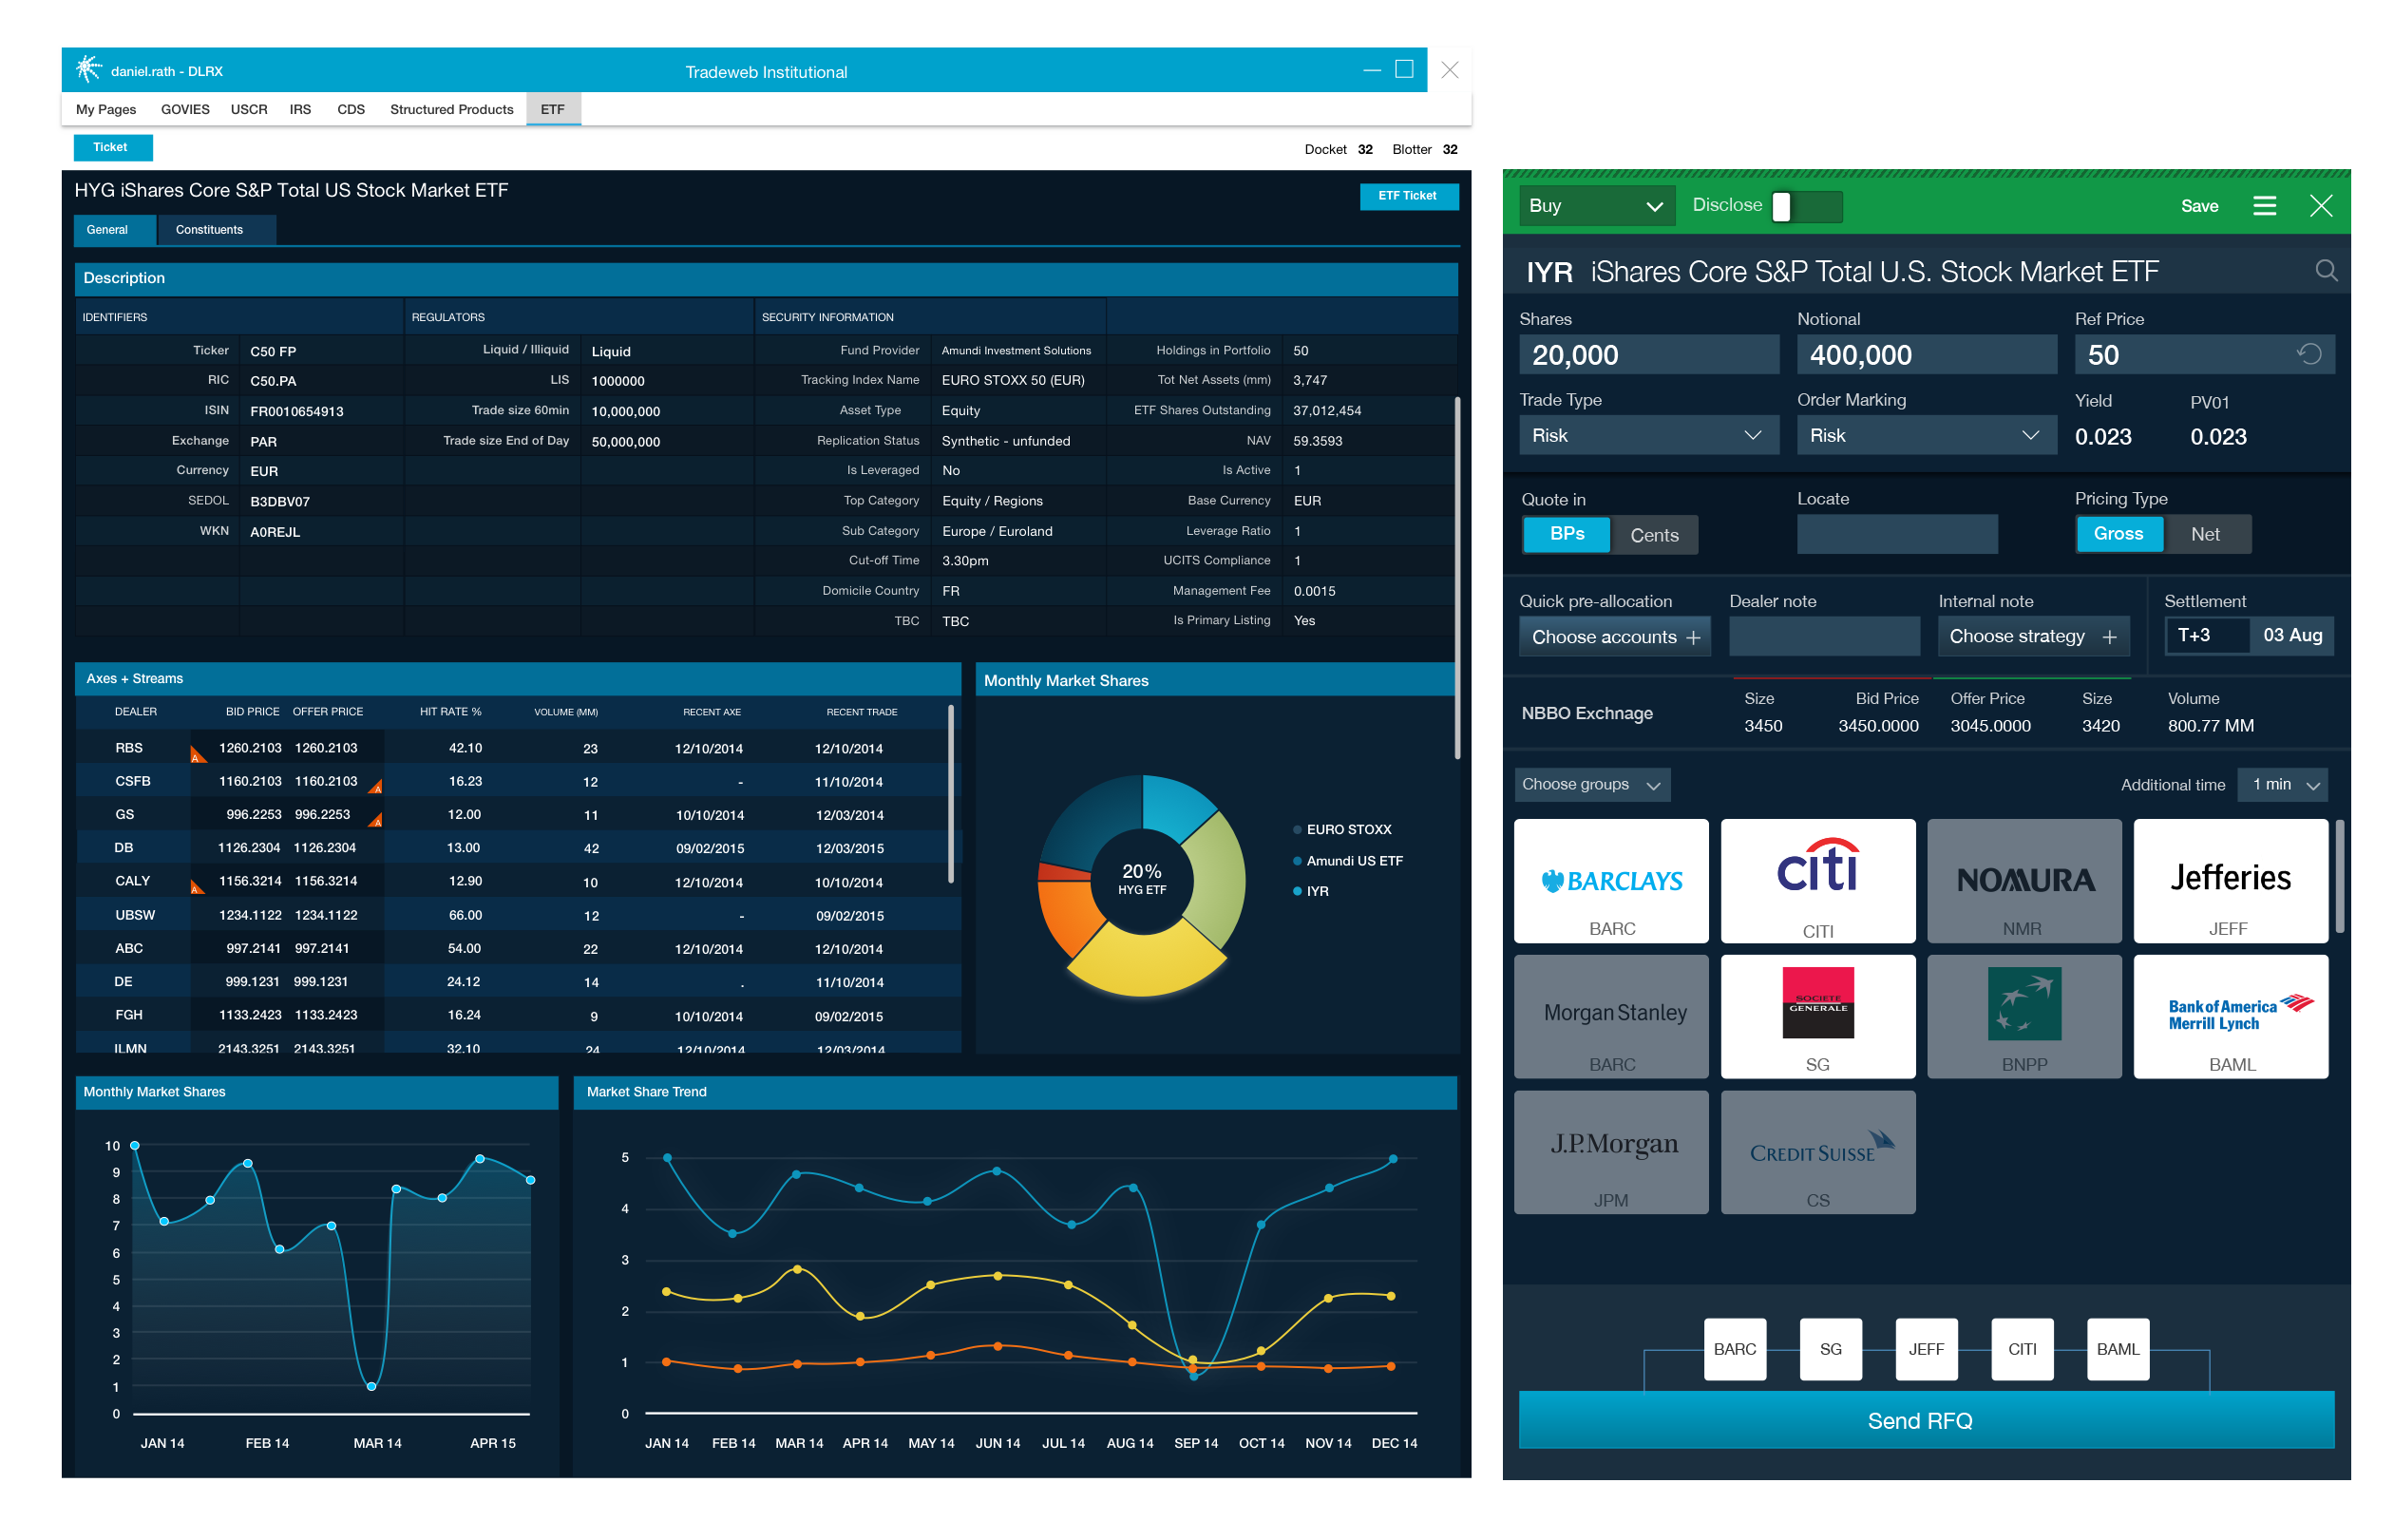 daniel.rath - DLRX
Tradeweb Institutional
My Pages GOVIES USCR IRS CDS Structured Products ETF
Ticket
Docket 32 Blotter 32
HYG iShares Core S&P Total US Stock Market ETF
ETF Ticket
General Constituents
Description
IDENTIFIERS REGULATORS SECURITY INFORMATION
Ticker C50 FP Liquid / Illiquid Liquid Fund Provider Amundi Investment Solutions Holdings in Portfolio 50
RIC C50.PA LIS 1000000 Tracking Index Name EURO STOXX 50 (EUR) Tot Net Assets (mm) 3,747
ISIN FR0010654913 Trade size 60min 10,000,000 Asset Type Equity ETF Shares Outstanding 37,012,454
Exchange PAR Trade size End of Day 50,000,000 Replication Status Synthetic - unfunded NAV 59.3593
Currency EUR Is Leveraged No Is Active 1
SEDOL B3DBV07 Top Category Equity / Regions Base Currency EUR
WKN A0REJL Sub Category Europe / Euroland Leverage Ratio 1
Cut-off Time 3.30pm UCITS Compliance 1
Domicile Country FR Management Fee 0.0015
TBC TBC Is Primary Listing Yes
Axes + Streams
DEALER BID PRICE OFFER PRICE HIT RATE % VOLUME (MM) RECENT AXE RECENT TRADE
RBS A 1260.2103 1260.2103 42.10 23 12/10/2014 12/10/2014
CSFB 1160.2103 1160.2103 A 16.23 12 - 11/10/2014
GS 996.2253 996.2253 A 12.00 11 10/10/2014 12/03/2014
DB 1126.2304 1126.2304 13.00 42 09/02/2015 12/03/2015
CALY A 1156.3214 1156.3214 12.90 10 12/10/2014 10/10/2014
UBSW 1234.1122 1234.1122 66.00 12 - 09/02/2015
ABC 997.2141 997.2141 54.00 22 12/10/2014 12/10/2014
DE 999.1231 999.1231 24.12 14 . 11/10/2014
FGH 1133.2423 1133.2423 16.24 9 10/10/2014 09/02/2015
ILMN 2143.3251 2143.3251 32.10 24 12/10/2014 12/03/2014
Monthly Market Shares
20%
HYG ETF
EURO STOXX
Amundi US ETF
IYR
Monthly Market Shares
10
9
8
7
6
5
4
3
2
1
0
JAN 14 FEB 14 MAR 14 APR 15
Market Share Trend
5
4
3
2
1
0
JAN 14 FEB 14 MAR 14 APR 14 MAY 14 JUN 14 JUL 14 AUG 14 SEP 14 OCT 14 NOV 14 DEC 14
Buy Disclose Save
IYR iShares Core S&P Total U.S. Stock Market ETF
Shares Notional Ref Price
20,000 400,000 50
Trade Type Order Marking Yield PV01
Risk Risk 0.023 0.023
Quote in Locate Pricing Type
BPs Cents Gross Net
Quick pre-allocation Dealer note Internal note Settlement
Choose accounts + Choose strategy + T+3 03 Aug
NBBO Exchnage
Size Bid Price Offer Price Size Volume
3450 3450.0000 3045.0000 3420 800.77 MM
Choose groups Additional time 1 min
BARCLAYS citi NOMURA Jefferies
BARC CITI NMR JEFF
Morgan Stanley
BARC
SOCIETE
GENERALE
SG
BNPP
Bank of America
Merrill Lynch
BAML
J.P.Morgan CREDIT SUISSE
JPM CS
BARC SG JEFF CITI BAML
Send RFQ